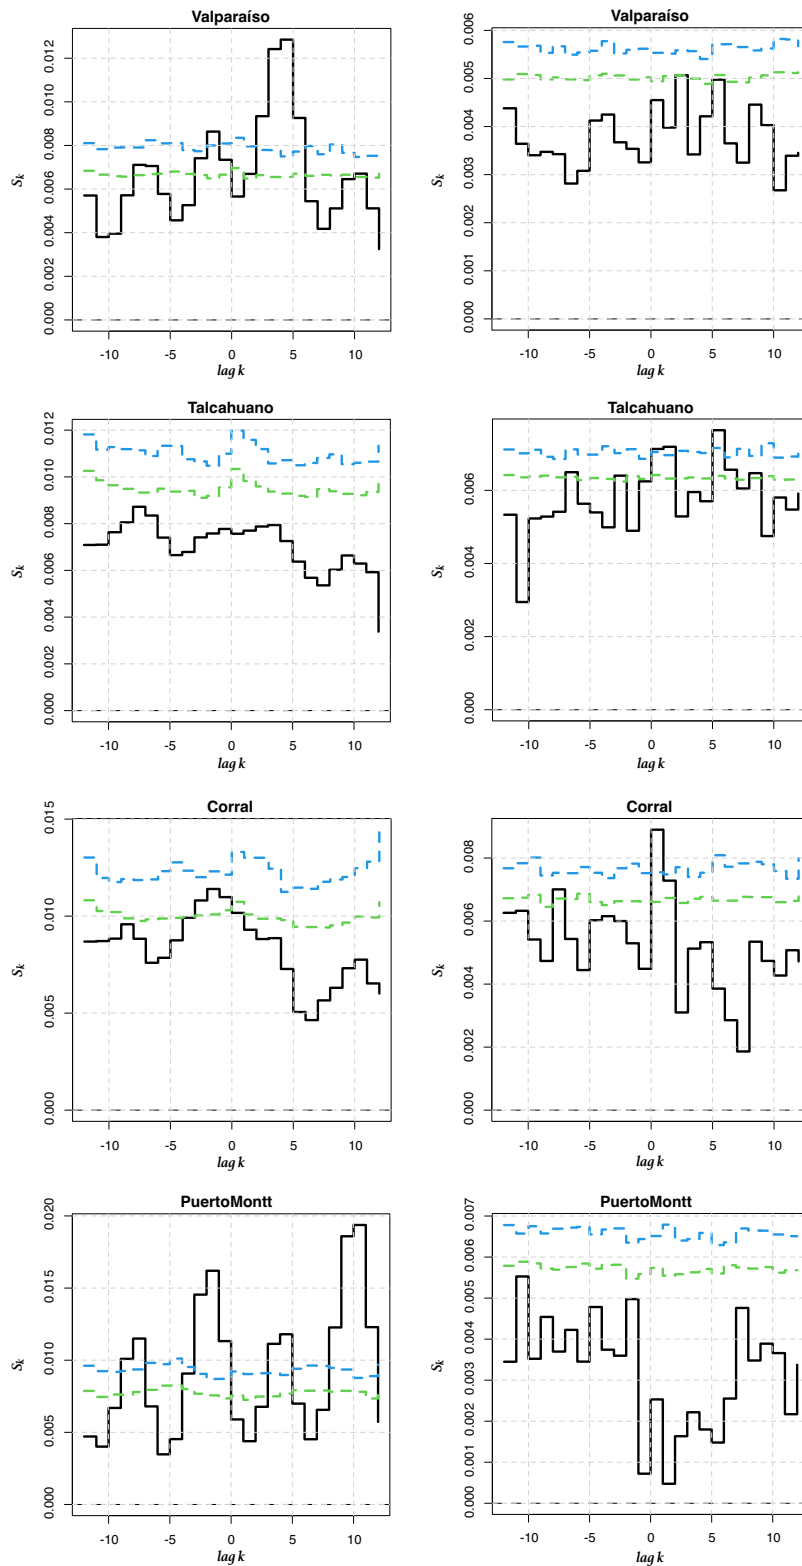 Valparaíso
Valparaíso
S_k
0.000 0.002 0.004 0.006 0.008 0.010 0.012
-10 -5 0 5 10
lag k
S_k
0.000 0.001 0.002 0.003 0.004 0.005 0.006
-10 -5 0 5 10
lag k
Talcahuano
Talcahuano
S_k
0.000 0.002 0.004 0.006 0.008 0.010 0.012
-10 -5 0 5 10
lag k
S_k
0.000 0.002 0.004 0.006
-10 -5 0 5 10
lag k
Corral
Corral
S_k
0.000 0.005 0.010 0.015
-10 -5 0 5 10
lag k
S_k
0.000 0.002 0.004 0.006 0.008
-10 -5 0 5 10
lag k
PuertoMontt
PuertoMontt
S_k
0.000 0.005 0.010 0.015 0.020
-10 -5 0 5 10
lag k
S_k
0.000 0.001 0.002 0.003 0.004 0.005 0.006 0.007
-10 -5 0 5 10
lag k